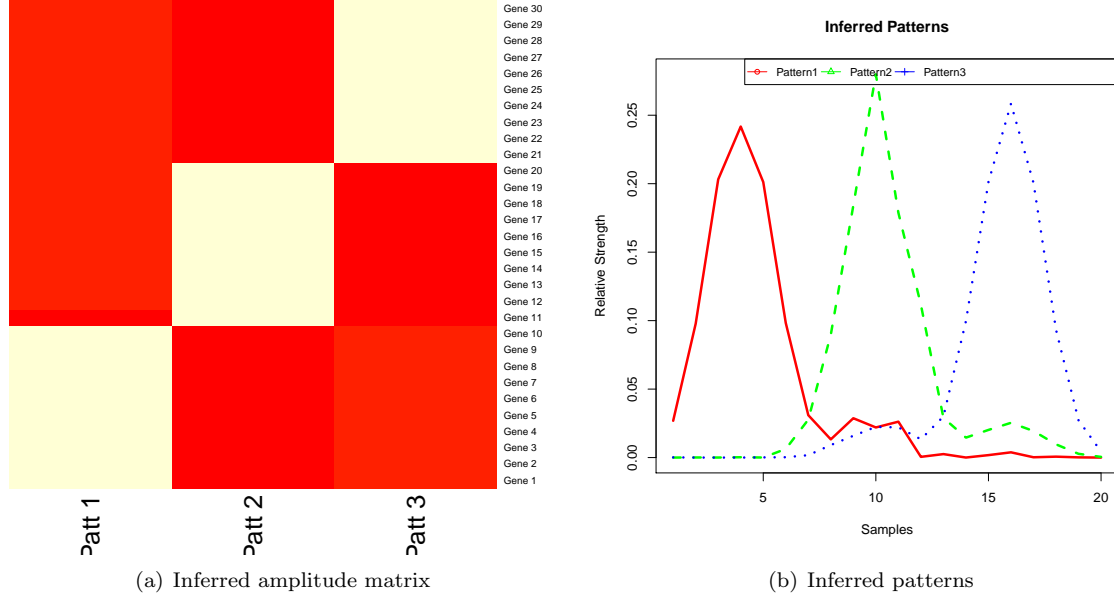 Gene 30
Gene 29
Gene 28
Gene 27
Gene 26
Gene 25
Gene 24
Gene 23
Gene 22
Gene 21
Gene 20
Gene 19
Gene 18
Gene 17
Gene 16
Gene 15
Gene 14
Gene 13
Gene 12
Gene 11
Gene 10
Gene 9
Gene 8
Gene 7
Gene 6
Gene 5
Gene 4
Gene 3
Gene 2
Gene 1
Patt 1
Patt 2
Patt 3
(a) Inferred amplitude matrix
Inferred Patterns
Pattern1 Pattern2 Pattern3
Relative Strength
0.25
0.20
0.15
0.10
0.05
0.00
5 10 15 20
Samples
(b) Inferred patterns